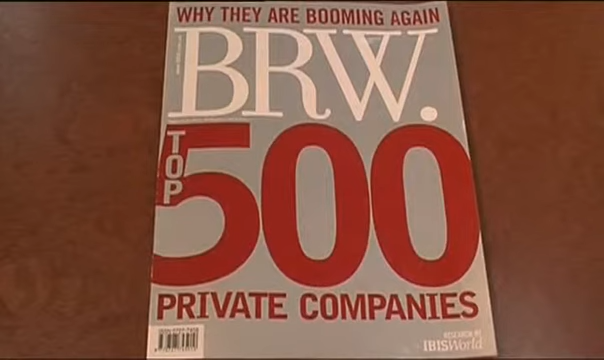 WHY THEY ARE BOOMING AGAIN
BRW.
TOP
500
PRIVATE COMPANIES
RESEARCH BY
IBISWorld